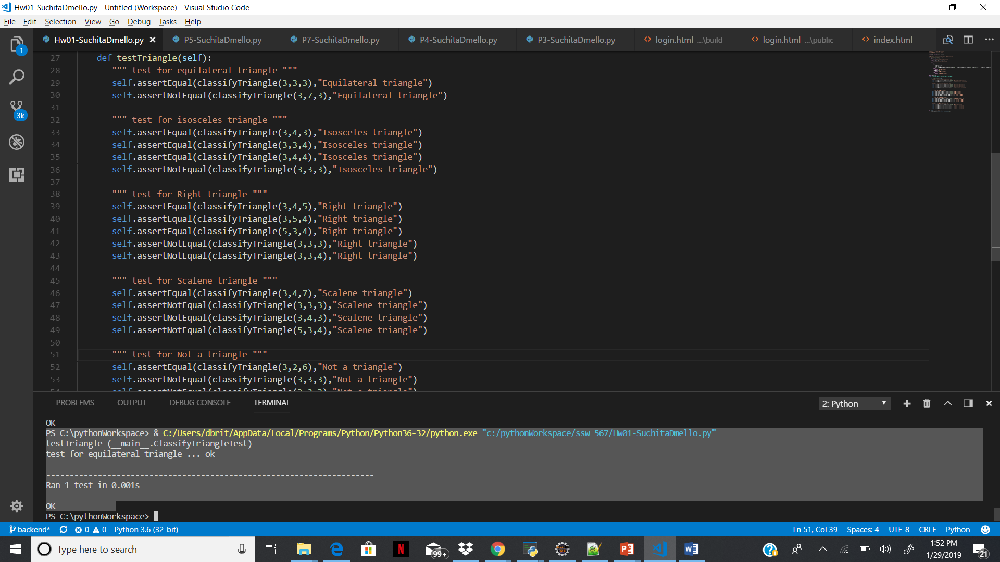 Hw01-SuchitaDmello.py - Untitled (Workspace) - Visual Studio Code
File Edit Selection View Go Debug Tasks Help
Hw01-SuchitaDmello.py P5-SuchitaDmello.py P7-SuchitaDmello.py P4-SuchitaDmello.py P3-SuchitaDmello.py login.html ...\build login.html ...\public index.html
1
3k
27 def testTriangle(self):
28 """ test for equilateral triangle """
29 self.assertEqual(classifyTriangle(3,3,3),"Equilateral triangle")
30 self.assertNotEqual(classifyTriangle(3,7,3),"Equilateral triangle")
31
32 """ test for isosceles triangle """
33 self.assertEqual(classifyTriangle(3,4,3),"Isosceles triangle")
34 self.assertEqual(classifyTriangle(3,3,4),"Isosceles triangle")
35 self.assertEqual(classifyTriangle(3,4,4),"Isosceles triangle")
36 self.assertNotEqual(classifyTriangle(3,3,3),"Isosceles triangle")
37
38 """ test for Right triangle """
39 self.assertEqual(classifyTriangle(3,4,5),"Right triangle")
40 self.assertEqual(classifyTriangle(3,5,4),"Right triangle")
41 self.assertEqual(classifyTriangle(5,3,4),"Right triangle")
42 self.assertNotEqual(classifyTriangle(3,3,3),"Right triangle")
43 self.assertNotEqual(classifyTriangle(3,3,4),"Right triangle")
44
45 """ test for Scalene triangle """
46 self.assertEqual(classifyTriangle(3,4,7),"Scalene triangle")
47 self.assertNotEqual(classifyTriangle(3,3,3),"Scalene triangle")
48 self.assertNotEqual(classifyTriangle(3,4,3),"Scalene triangle")
49 self.assertNotEqual(classifyTriangle(5,3,4),"Scalene triangle")
50
51 """ test for Not a triangle """
52 self.assertEqual(classifyTriangle(3,2,6),"Not a triangle")
53 self.assertNotEqual(classifyTriangle(3,3,3),"Not a triangle")
PROBLEMS OUTPUT DEBUG CONSOLE TERMINAL 2: Python
OK
PS C:\pythonWorkspace> & C:/Users/dbrit/AppData/Local/Programs/Python/Python36-32/python.exe "c:/pythonWorkspace/ssw 567/Hw01-SuchitaDmello.py"
testTriangle (__main__.ClassifyTriangleTest)
test for equilateral triangle ... ok
----------------------------------------------------------------------
Ran 1 test in 0.001s
OK
PS C:\pythonWorkspace>
backend* 0 0 Python 3.6 (32-bit) Ln 51, Col 39 Spaces: 4 UTF-8 CRLF Python
Type here to search
99+
1:52 PM
1/29/2019
21